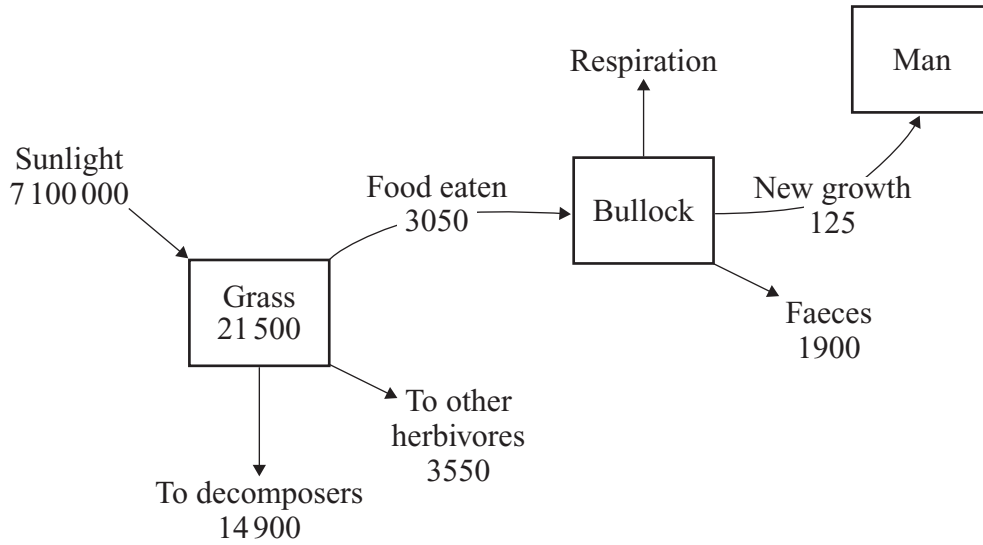 Man
Respiration
Sunlight
7 100 000
Food eaten
3050
Bullock
New growth
125
Grass
21 500
Faeces
1900
To other
herbivores
3550
To decomposers
14 900